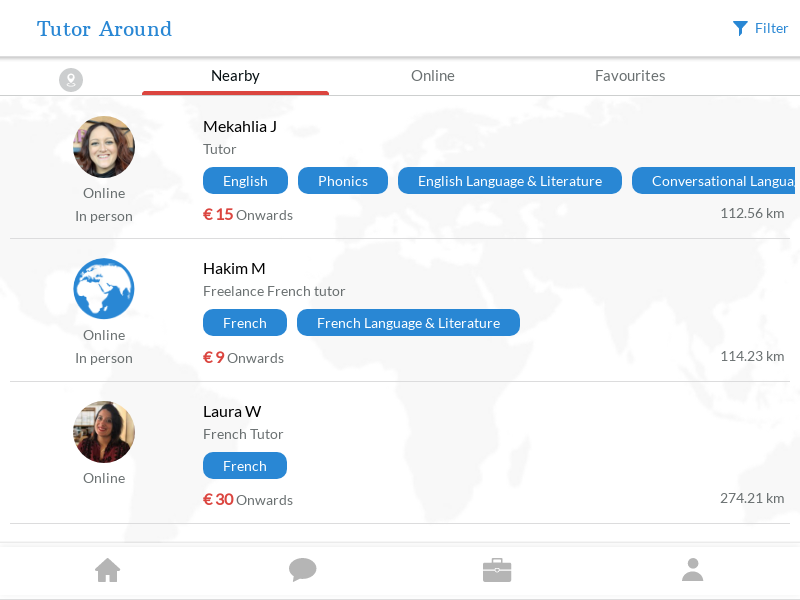 Tutor Around
Filter
Nearby
Online
Favourites
Mekahlia J
Tutor
English
Phonics
English Language & Literature
Conversational Langua
Online
In person
€ 15 Onwards
112.56 km
Hakim M
Freelance French tutor
French
French Language & Literature
Online
In person
€ 9 Onwards
114.23 km
Laura W
French Tutor
French
Online
€ 30 Onwards
274.21 km